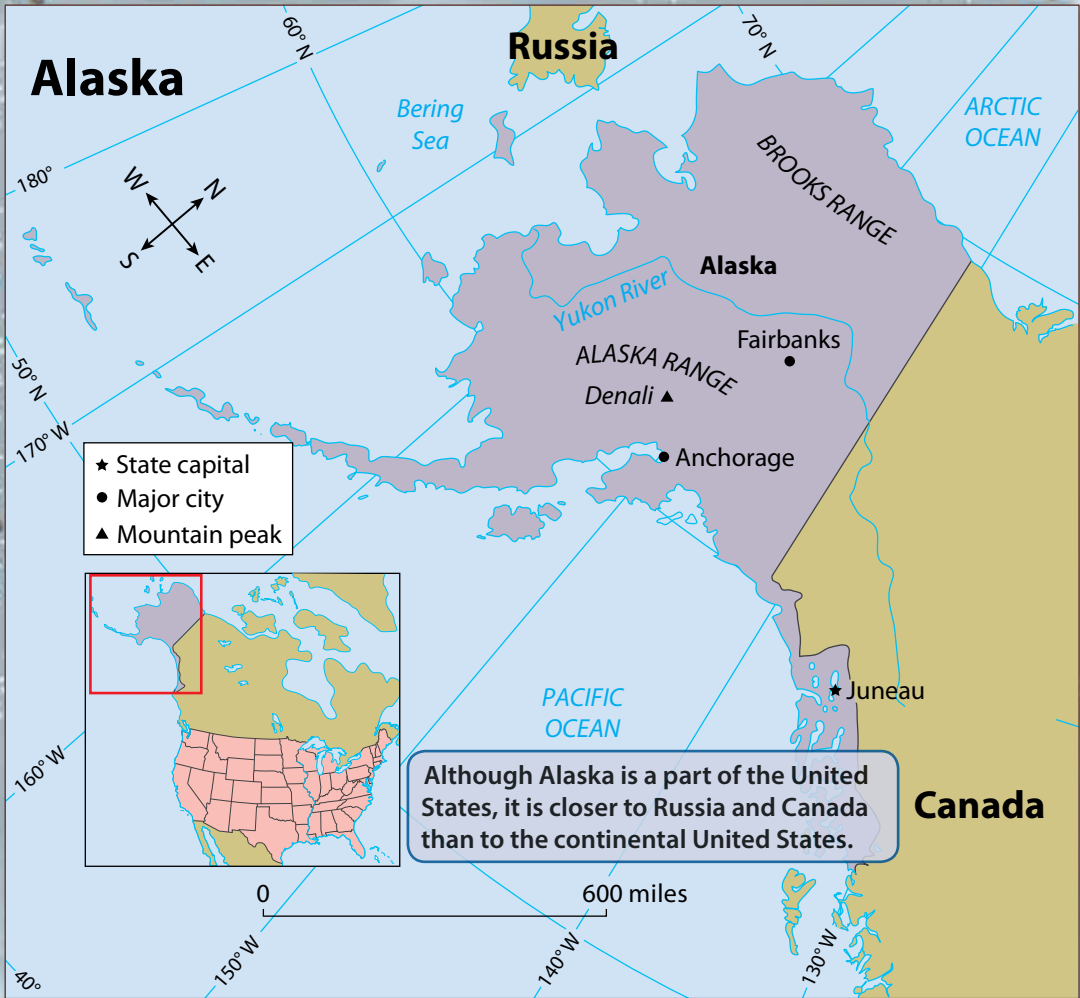 Alaska
60° N
Russia
70° N
Bering
Sea
ARCTIC
OCEAN
180°
W
N
S
E
BROOKS RANGE
Alaska
Yukon River
Fairbanks
ALASKA RANGE
Denali
Anchorage
50° N
170° W
State capital
Major city
Mountain peak
Juneau
PACIFIC
OCEAN
160° W
Although Alaska is a part of the United
States, it is closer to Russia and Canada
than to the continental United States.
Canada
0 600 miles
40°
150° W
140° W
130° W